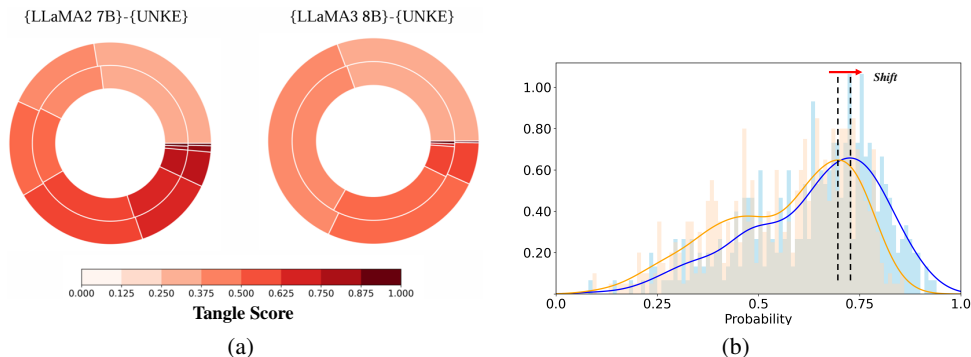 {LLaMA2 7B}-{UNKE}
{LLaMA3 8B}-{UNKE}
0.000 0.125 0.250 0.375 0.500 0.625 0.750 0.875 1.000
Tangle Score
(a)
Shift
1.00
0.80
0.60
0.40
0.20
0.0 0.25 0.5 0.75 1.0
Probability
(b)